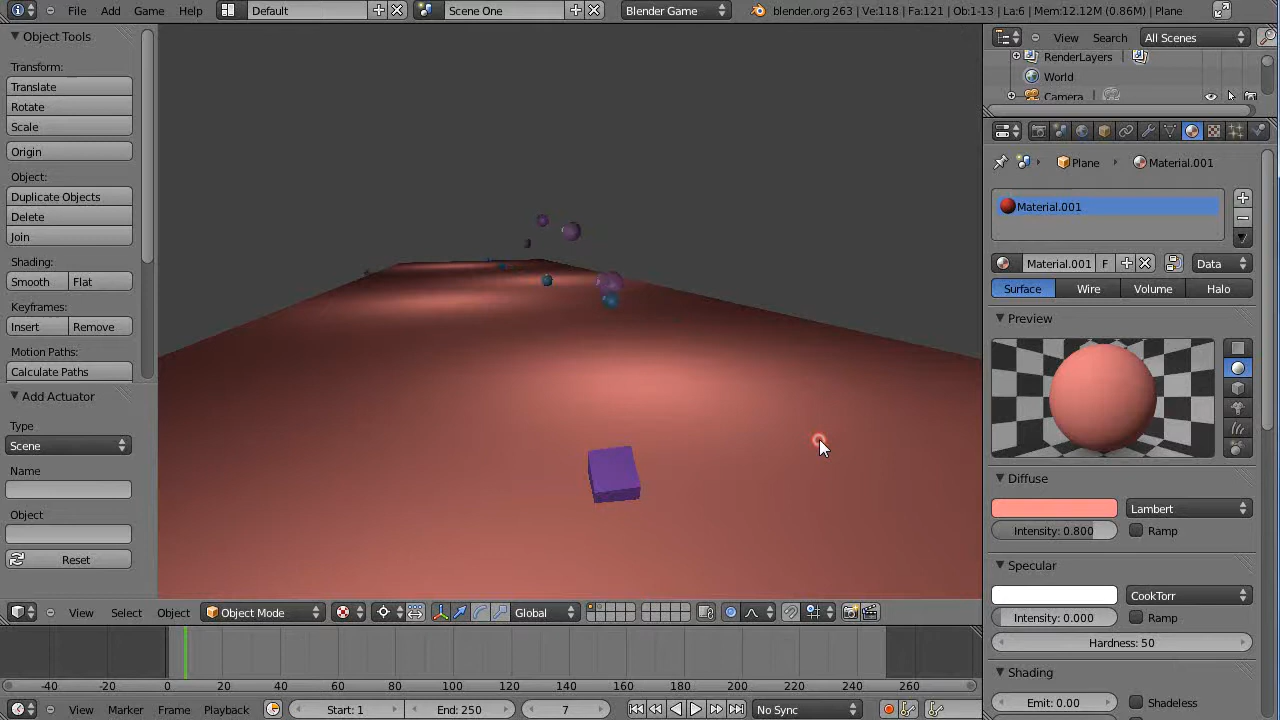 File Add Game Help Default Scene One Blender Game blender.org 263 | Ve:118 | Fa:121 | Ob:1-13 | La:6 | Mem:12.12M (0.86M) | Plane
Object Tools
Transform:
Translate
Rotate
Scale
Origin
Object:
Duplicate Objects
Delete
Join
Shading:
Smooth Flat
Keyframes:
Insert Remove
Motion Paths:
Calculate Paths
Add Actuator
Type
Scene
Name
Object
Reset
View Search All Scenes
RenderLayers |
World
Camera |
Plane Material.001
Material.001
Material.001 F Data
Surface Wire Volume Halo
Preview
Diffuse
Lambert
Intensity: 0.800 Ramp
Specular
CookTorr
Intensity: 0.000 Ramp
Hardness: 50
Shading
Emit: 0.00 Shadeless
View Select Object Object Mode Global
-40 -20 0 20 40 60 80 100 120 140 160 180 200 220 240 260
View Marker Frame Playback Start: 1 End: 250 7 No Sync